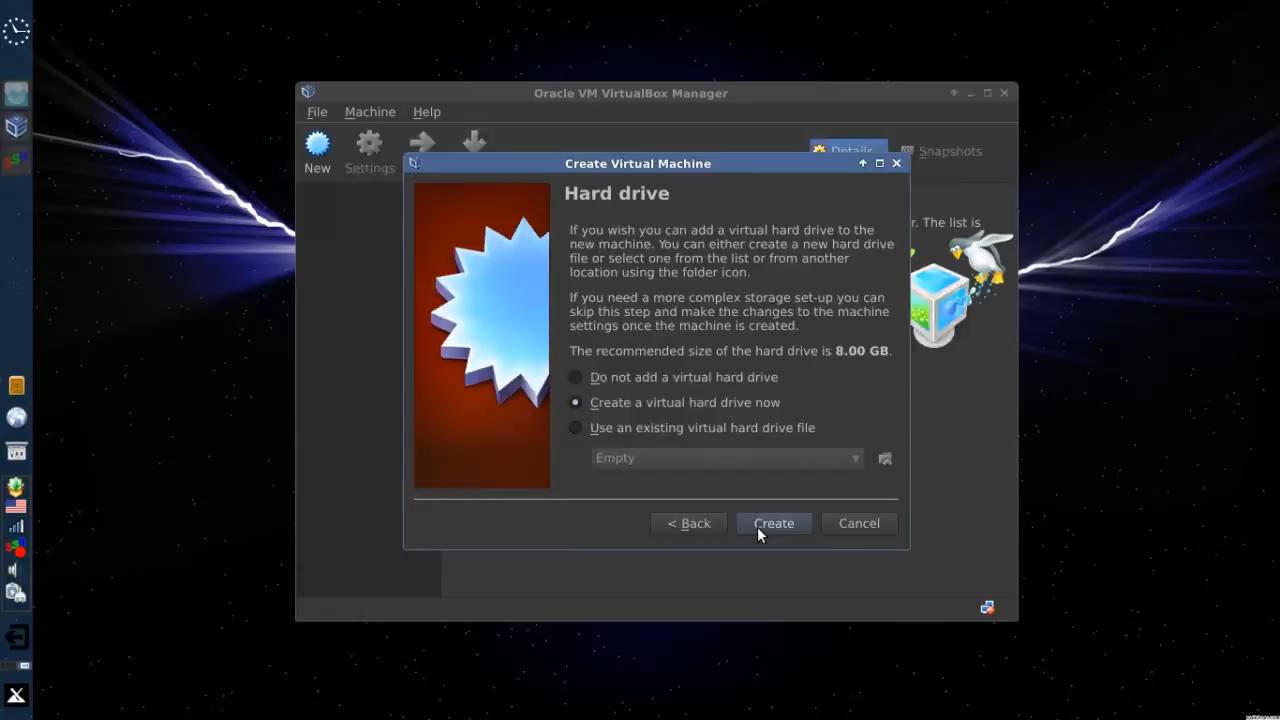 Oracle VM VirtualBox Manager
File Machine Help
New Settings Details Snapshots
Create Virtual Machine
Hard drive
r. The list is
If you wish you can add a virtual hard drive to the
new machine. You can either create a new hard drive
file or select one from the list or from another
location using the folder icon.
If you need a more complex storage set-up you can
skip this step and make the changes to the machine
settings once the machine is created.
The recommended size of the hard drive is 8.00 GB.
Do not add a virtual hard drive
Create a virtual hard drive now
Use an existing virtual hard drive file
Empty
< Back Create Cancel